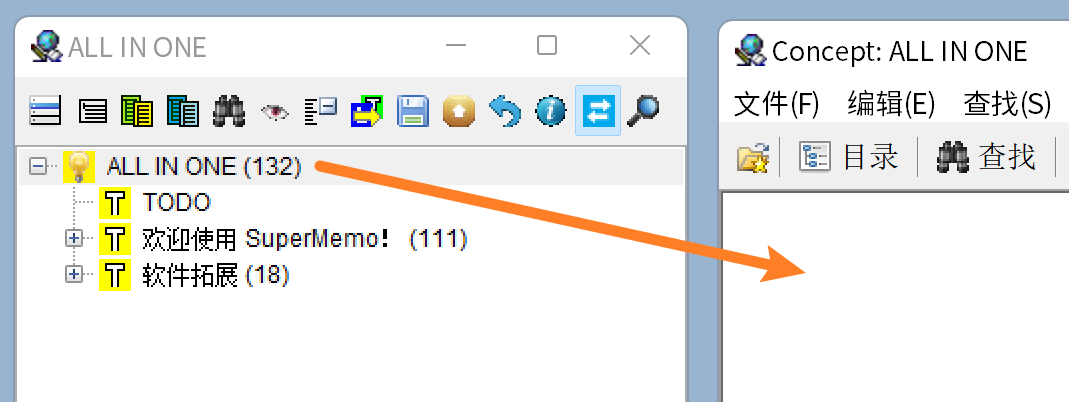 ALL IN ONE
ALL IN ONE (132)
TODO
欢迎使用 SuperMemo! (111)
软件拓展 (18)
Concept: ALL IN ONE
文件(F) 编辑(E) 查找(S)
目录 查找